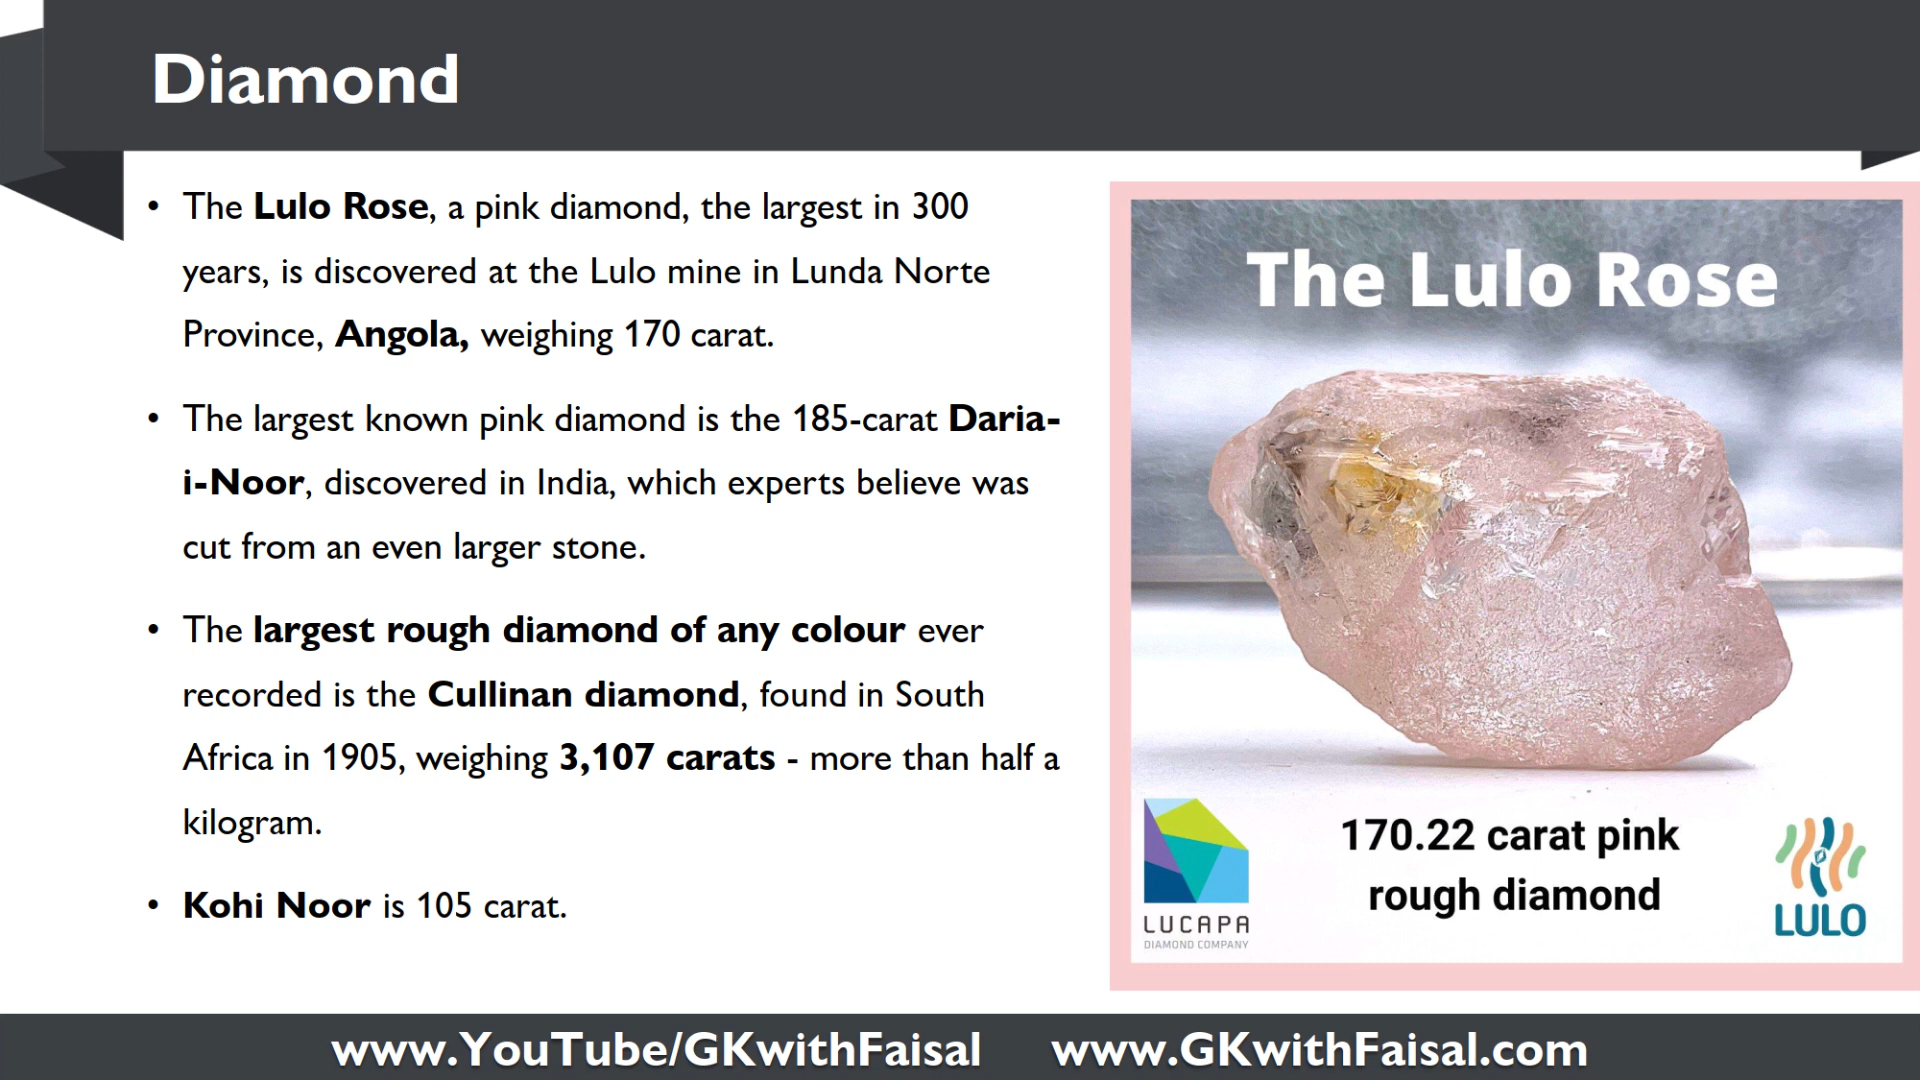 Diamond
• The Lulo Rose, a pink diamond, the largest in 300
years, is discovered at the Lulo mine in Lunda Norte
Province, Angola, weighing 170 carat.
• The largest known pink diamond is the 185-carat Daria-
i-Noor, discovered in India, which experts believe was
cut from an even larger stone.
• The largest rough diamond of any colour ever
recorded is the Cullinan diamond, found in South
Africa in 1905, weighing 3,107 carats - more than half a
kilogram.
• Kohi Noor is 105 carat.
The Lulo Rose
170.22 carat pink
rough diamond
LUCAPA
DIAMOND COMPANY
LULO
www.YouTube/GKwithFaisal www.GKwithFaisal.com